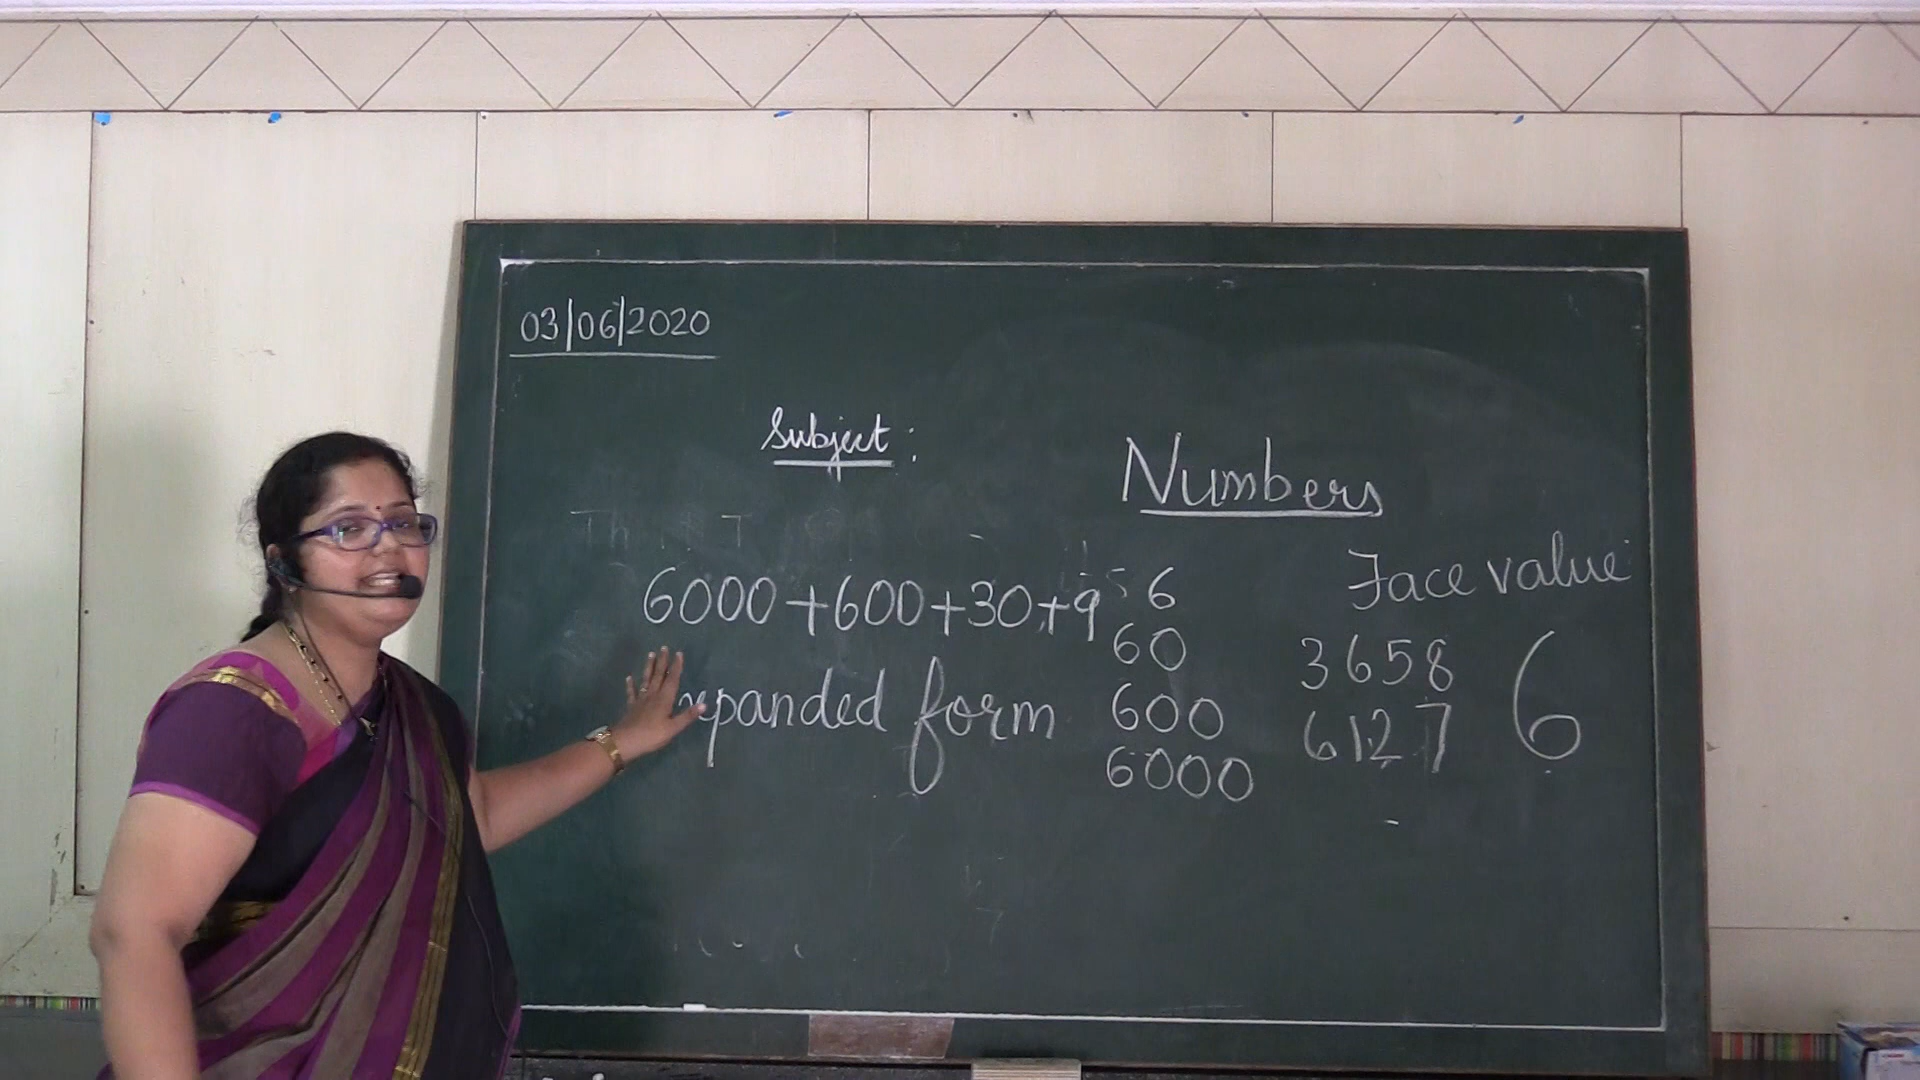 03/06/2020
Subject :
Numbers
Th T O
Face value
6000+600+30+9
6
60
600
6000
expanded form
3658
6127
6